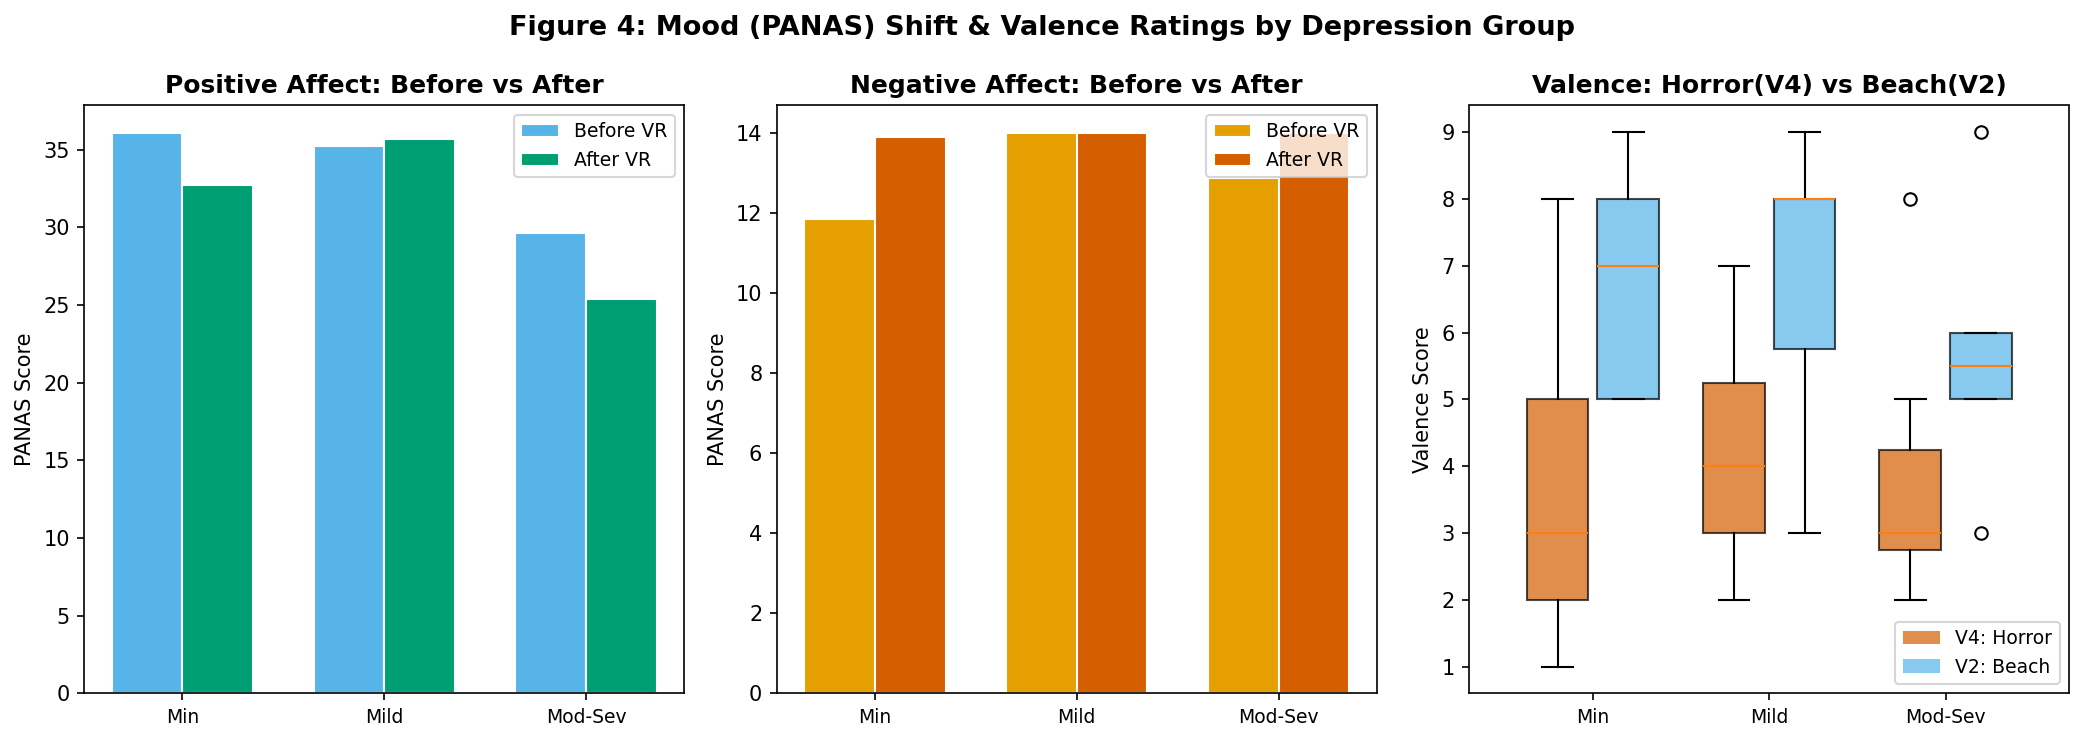 Figure 4: Mood (PANAS) Shift & Valence Ratings by Depression Group
Positive Affect: Before vs After
PANAS Score
35
30
25
20
15
10
5
0
Min
Mild
Mod-Sev
Before VR
After VR
Negative Affect: Before vs After
PANAS Score
14
12
10
8
6
4
2
0
Min
Mild
Mod-Sev
Before VR
After VR
Valence: Horror(V4) vs Beach(V2)
Valence Score
9
8
7
6
5
4
3
2
1
Min
Mild
Mod-Sev
V4: Horror
V2: Beach